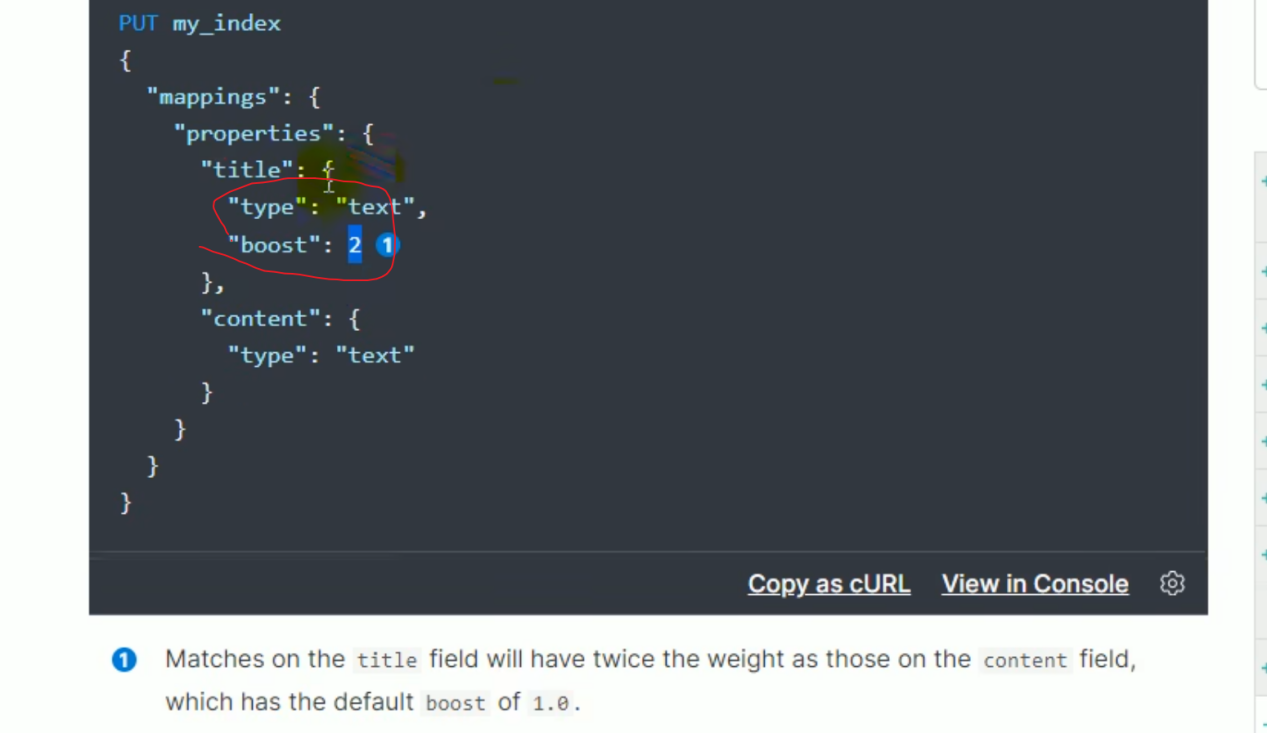 PUT my_index
{
"mappings": {
"properties": {
"title": {
"type": "text",
"boost": 2 1
},
"content": {
"type": "text"
}
}
}
}
Copy as cURL View in Console
1 Matches on the title field will have twice the weight as those on the content field,
which has the default boost of 1.0.